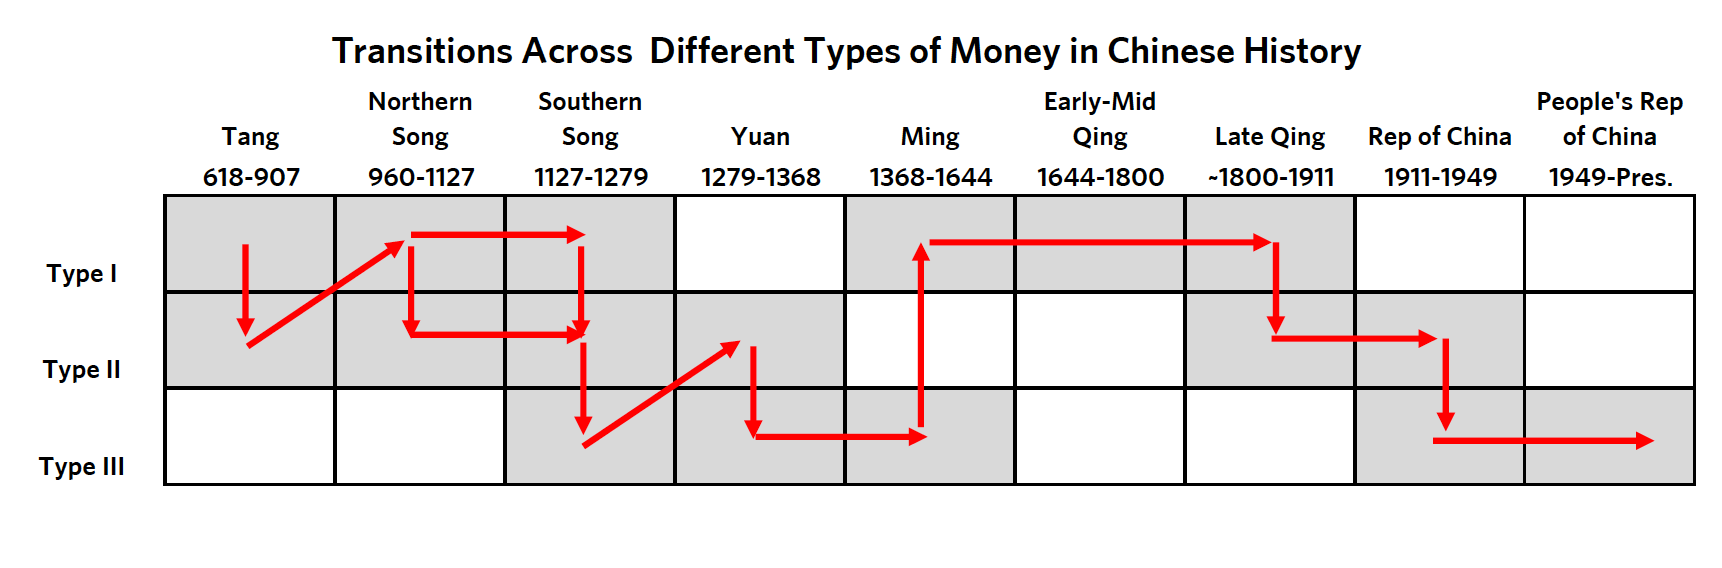 Transitions Across  Different Types of Money in Chinese History
Northern
Southern
Early-Mid
People's Rep
Tang
Song
Song
Yuan
Ming
Qing
Late Qing
Rep of China
of China
618-907
960-1127
1127-1279
1279-1368
1368-1644
1644-1800
~1800-1911
1911-1949
1949-Pres.
Type I
Type II
Type III